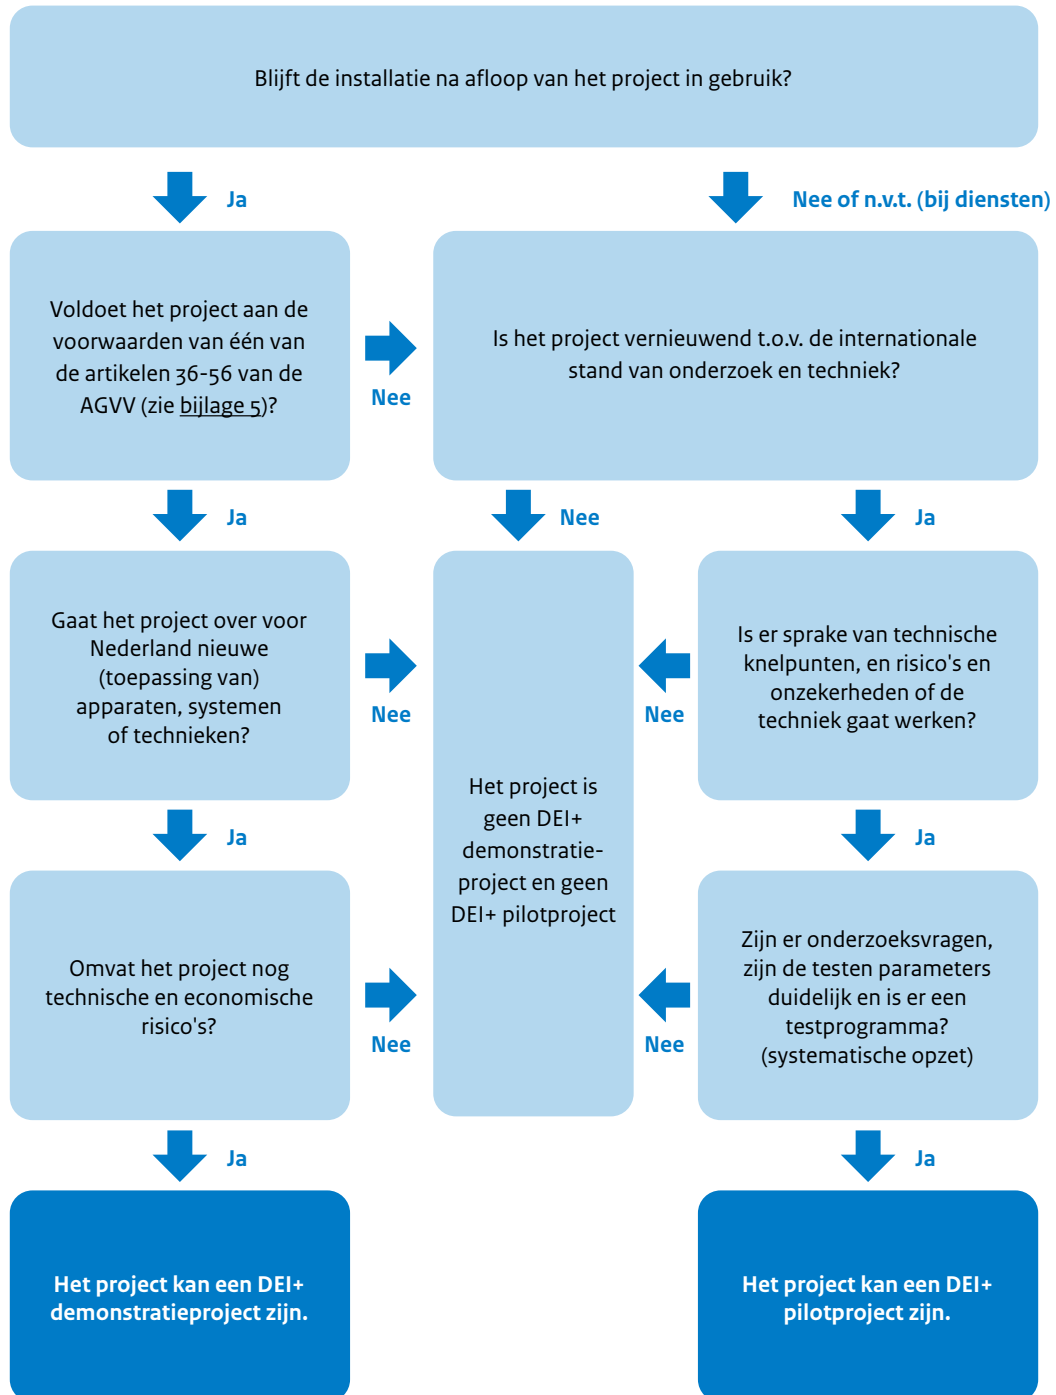 Blijft de installatie na afloop van het project in gebruik?
Ja
Nee of n.v.t. (bij diensten)
Voldoet het project aan de
voorwaarden van één van
de artikelen 36-56 van de
AGVV (zie bijlage 5)?
Nee
Is het project vernieuwend t.o.v. de internationale
stand van onderzoek en techniek?
Ja
Nee
Ja
Gaat het project over voor
Nederland nieuwe
(toepassing van)
apparaten, systemen
of technieken?
Nee
Het project is
geen DEI+
demonstratie-
project en geen
DEI+ pilotproject
Nee
Is er sprake van technische
knelpunten, en risico's en
onzekerheden of de
techniek gaat werken?
Ja
Ja
Omvat het project nog
technische en economische
risico's?
Nee
Nee
Zijn er onderzoeksvragen,
zijn de testen parameters
duidelijk en is er een
testprogramma?
(systematische opzet)
Ja
Ja
Het project kan een DEI+
demonstratieproject zijn.
Het project kan een DEI+
pilotproject zijn.